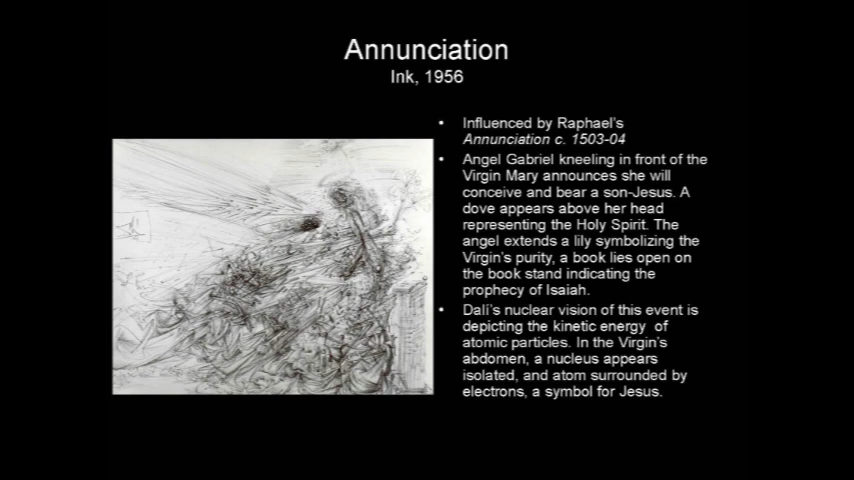 Annunciation
Ink, 1956
• Influenced by Raphael's
Annunciation c. 1503-04
• Angel Gabriel kneeling in front of the
Virgin Mary announces she will
conceive and bear a son-Jesus. A
dove appears above her head
representing the Holy Spirit. The
angel extends a lily symbolizing the
Virgin's purity, a book lies open on
the book stand indicating the
prophecy of Isaiah.
• Dalí's nuclear vision of this event is
depicting the kinetic energy of
atomic particles. In the Virgin's
abdomen, a nucleus appears
isolated, and atom surrounded by
electrons, a symbol for Jesus.